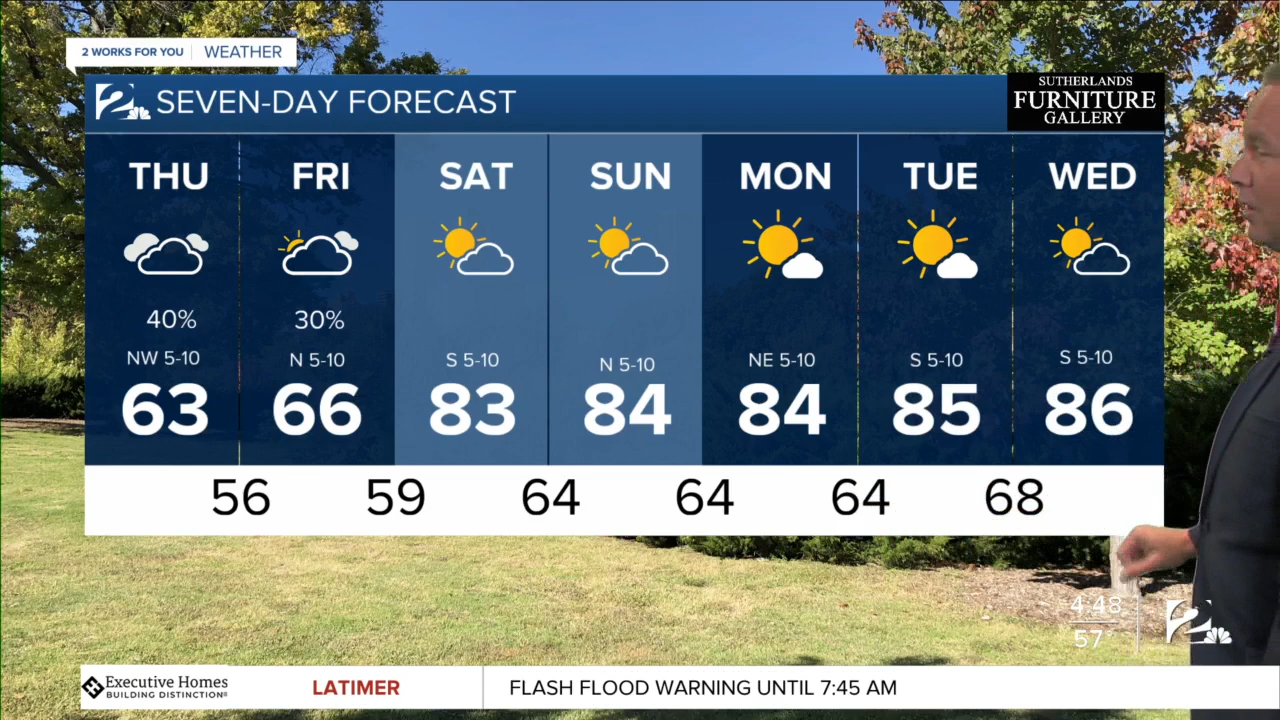 2 WORKS FOR YOU | WEATHER
2 SEVEN-DAY FORECAST
SUTHERLANDS
FURNITURE
GALLERY
THU FRI SAT SUN MON TUE WED
40% 30%
NW 5-10 N 5-10 S 5-10 N 5-10 NE 5-10 S 5-10 S 5-10
63 66 83 84 84 85 86
56 59 64 64 64 68
4:48
57°
2
Executive Homes
BUILDING DISTINCTION®
LATIMER
FLASH FLOOD WARNING UNTIL 7:45 AM